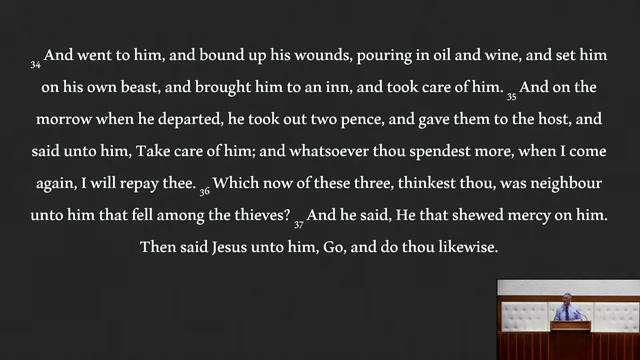 34 And went to him, and bound up his wounds, pouring in oil and wine, and set him
on his own beast, and brought him to an inn, and took care of him. 35 And on the
morrow when he departed, he took out two pence, and gave them to the host, and
said unto him, Take care of him; and whatsoever thou spendest more, when I come
again, I will repay thee. 36 Which now of these three, thinkest thou, was neighbour
unto him that fell among the thieves? 37 And he said, He that shewed mercy on him.
Then said Jesus unto him, Go, and do thou likewise.